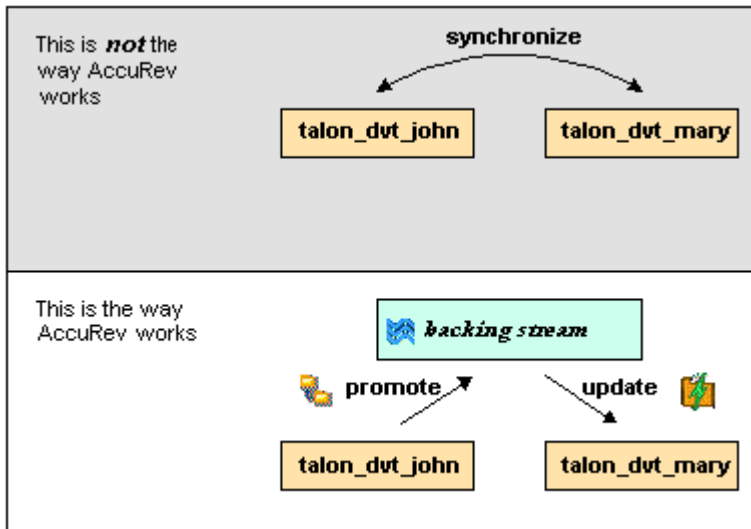 This is not the
way AccuRev
works
synchronize
talon_dvt_john
talon_dvt_mary
This is the way
AccuRev works
backing stream
promote
update
talon_dvt_john
talon_dvt_mary